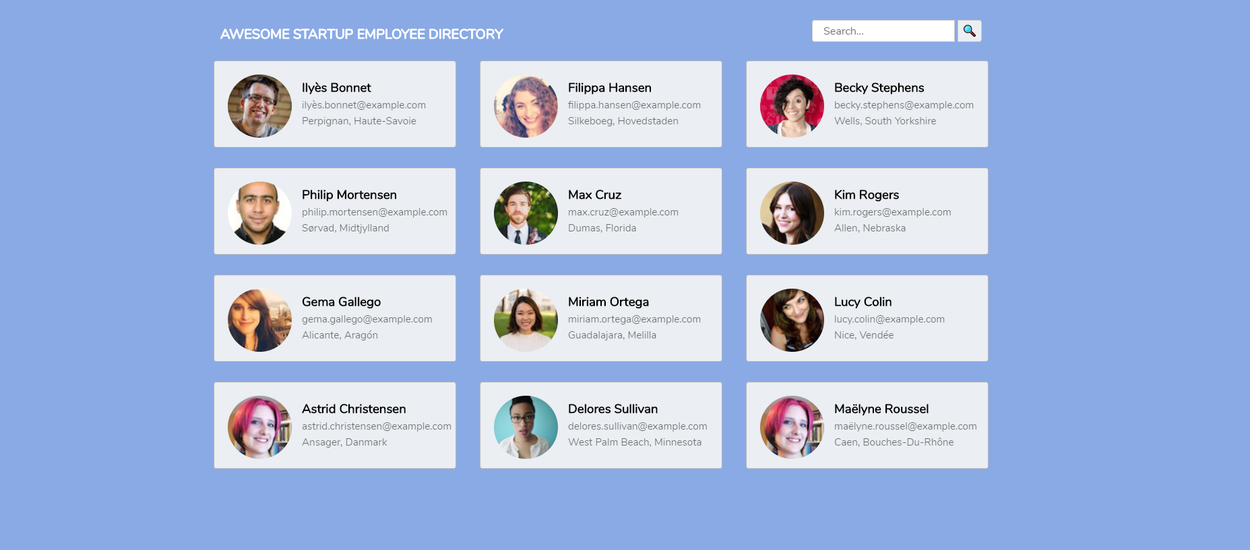 AWESOME STARTUP EMPLOYEE DIRECTORY
Search...
Ilyès Bonnet
ilyès.bonnet@example.com
Perpignan, Haute-Savoie
Filippa Hansen
filippa.hansen@example.com
Silkeboeg, Hovedstaden
Becky Stephens
becky.stephens@example.com
Wells, South Yorkshire
Philip Mortensen
philip.mortensen@example.com
Sørvad, Midtjylland
Max Cruz
max.cruz@example.com
Dumas, Florida
Kim Rogers
kim.rogers@example.com
Allen, Nebraska
Gema Gallego
gema.gallego@example.com
Alicante, Aragón
Miriam Ortega
miriam.ortega@example.com
Guadalajara, Melilla
Lucy Colin
lucy.colin@example.com
Nice, Vendée
Astrid Christensen
astrid.christensen@example.com
Ansager, Danmark
Delores Sullivan
delores.sullivan@example.com
West Palm Beach, Minnesota
Maëlyne Roussel
maëlyne.roussel@example.com
Caen, Bouches-Du-Rhône